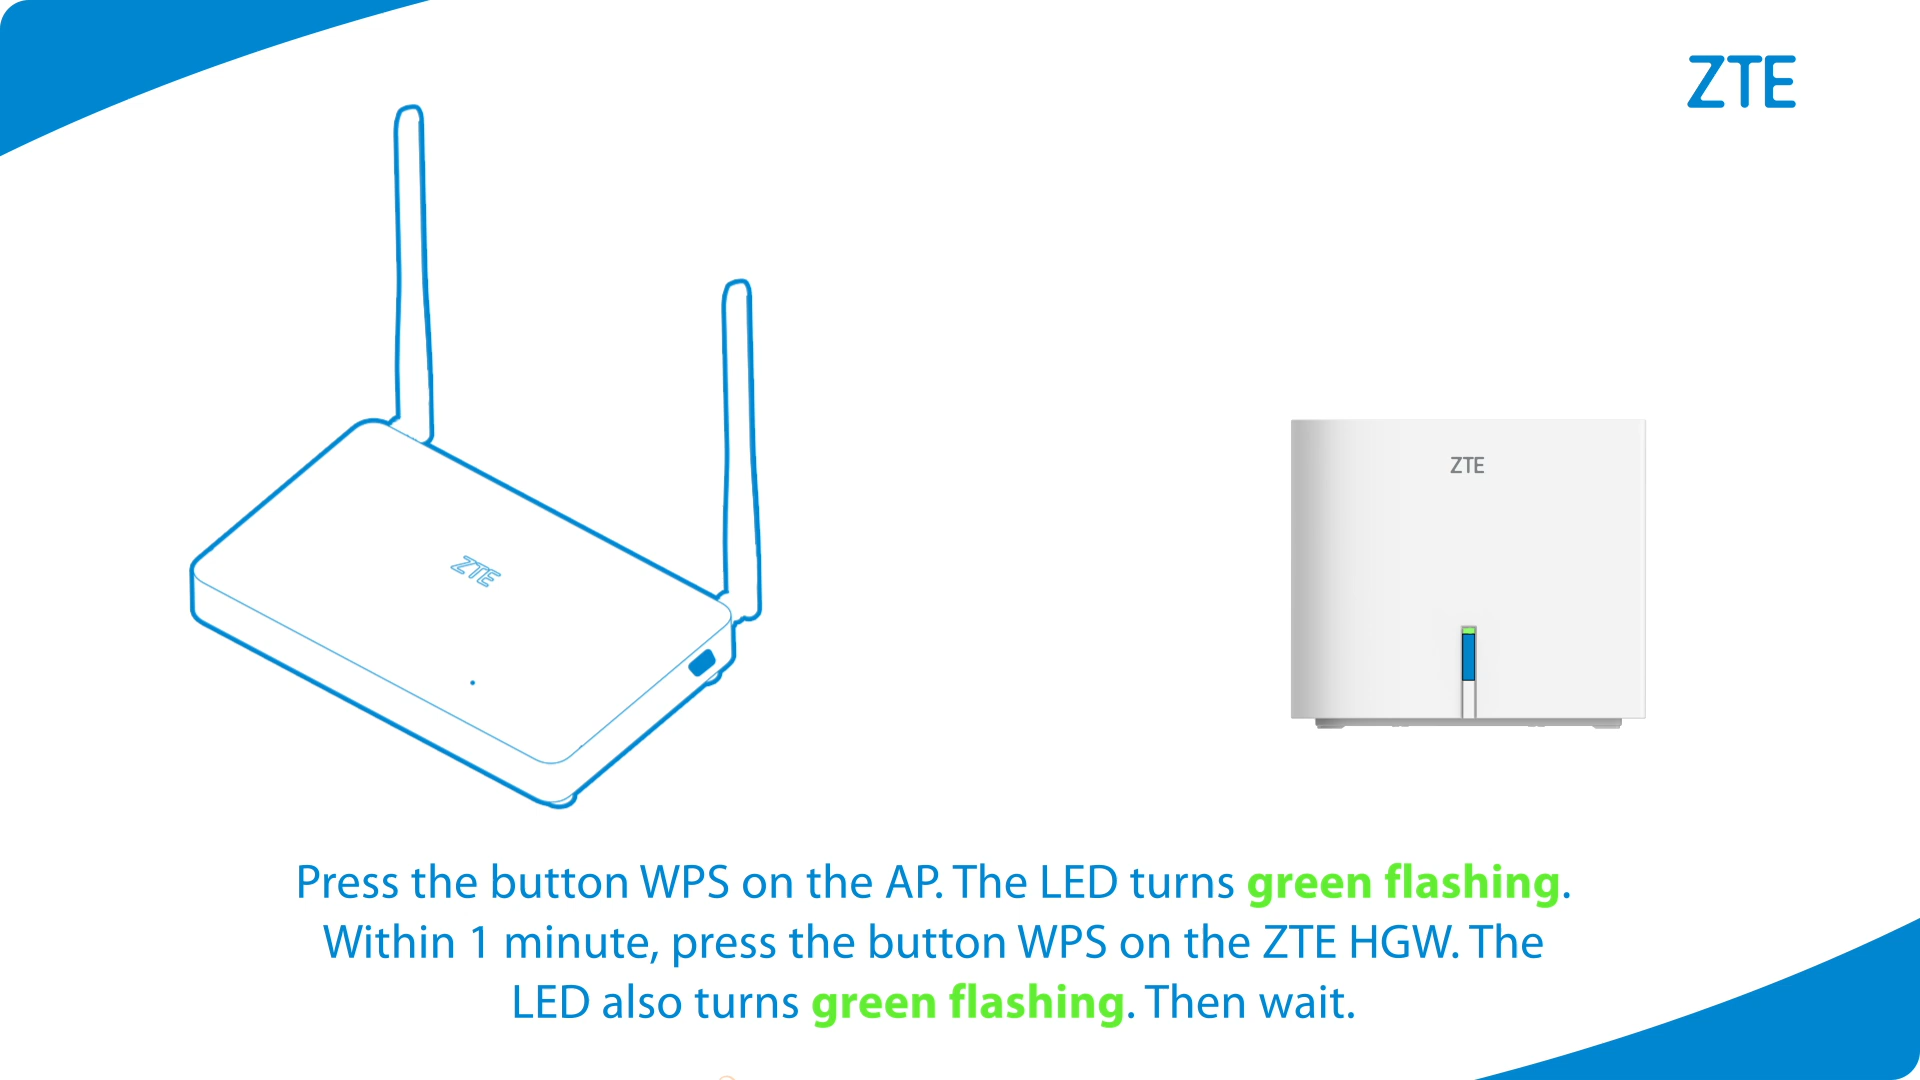 ZTE
ZTE
ZTE
Press the button WPS on the AP. The LED turns green flashing.
Within 1 minute, press the button WPS on the ZTE HGW. The
LED also turns green flashing. Then wait.